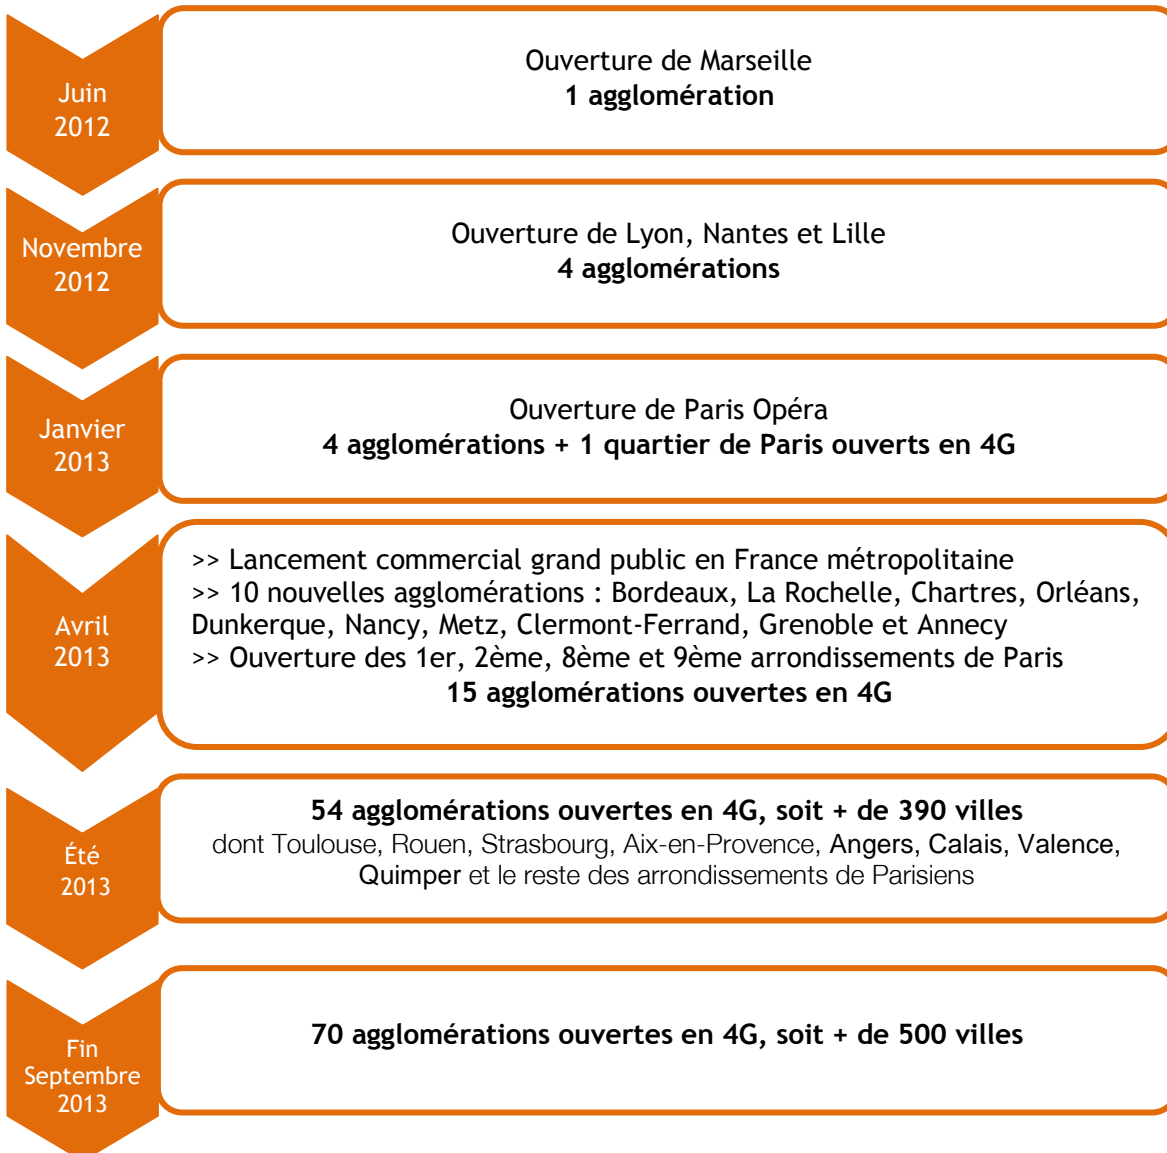 Juin
2012
Ouverture de Marseille
1 agglomération
Novembre
2012
Ouverture de Lyon, Nantes et Lille
4 agglomérations
Janvier
2013
Ouverture de Paris Opéra
4 agglomérations + 1 quartier de Paris ouverts en 4G
Avril
2013
>> Lancement commercial grand public en France métropolitaine
>> 10 nouvelles agglomérations : Bordeaux, La Rochelle, Chartres, Orléans,
Dunkerque, Nancy, Metz, Clermont-Ferrand, Grenoble et Annecy
>> Ouverture des 1er, 2ème, 8ème et 9ème arrondissements de Paris
15 agglomérations ouvertes en 4G
Été
2013
54 agglomérations ouvertes en 4G, soit + de 390 villes
dont Toulouse, Rouen, Strasbourg, Aix-en-Provence, Angers, Calais, Valence,
Quimper et le reste des arrondissements de Parisiens
Fin
Septembre
2013
70 agglomérations ouvertes en 4G, soit + de 500 villes